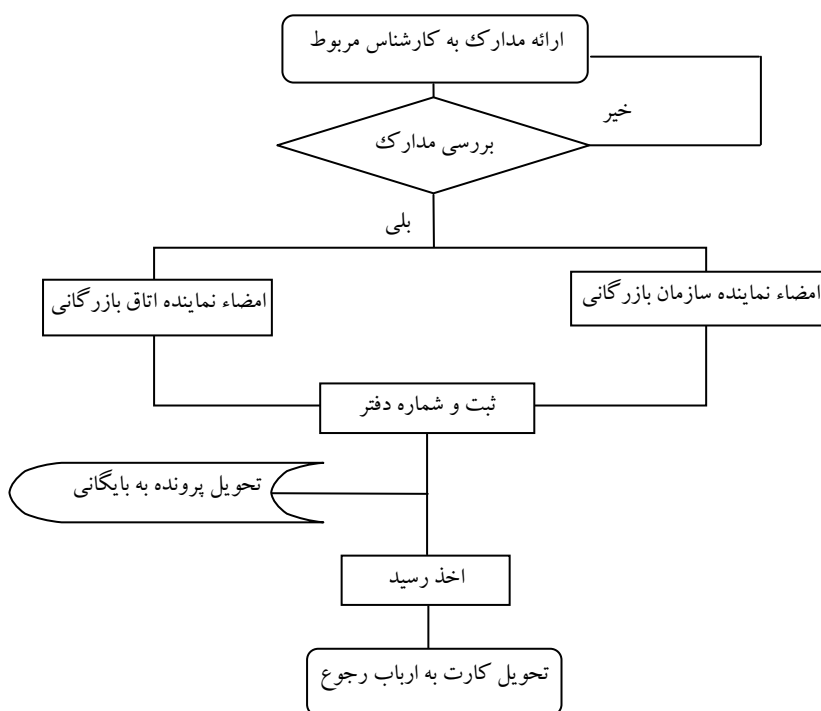 ارائه مدارک به کارشناس مربوط
خیر
بررسی مدارک
بلی
امضاء نماینده سازمان بازرگانی
امضاء نماینده اتاق بازرگانی
ثبت و شماره دفتر
تحویل پرونده به بایگانی
اخذ رسید
تحویل کارت به ارباب رجوع